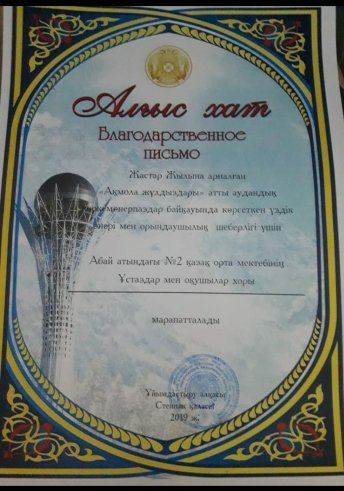 Алғыс хат
Благодарственное
письмо
Жастар Жылына арналған
«Ақмола жұлдыздары» атты аудандық
көркемөнерпаздар байқауында көрсеткен үздік
өнері мен орындаушылық шеберлігі үшін
Абай атындағы №2 қазақ орта мектебінің
Ұстаздар мен оқушылар хоры
марапатталады
Ұйымдастыру алқасы
Степняк қаласы
2019 ж.